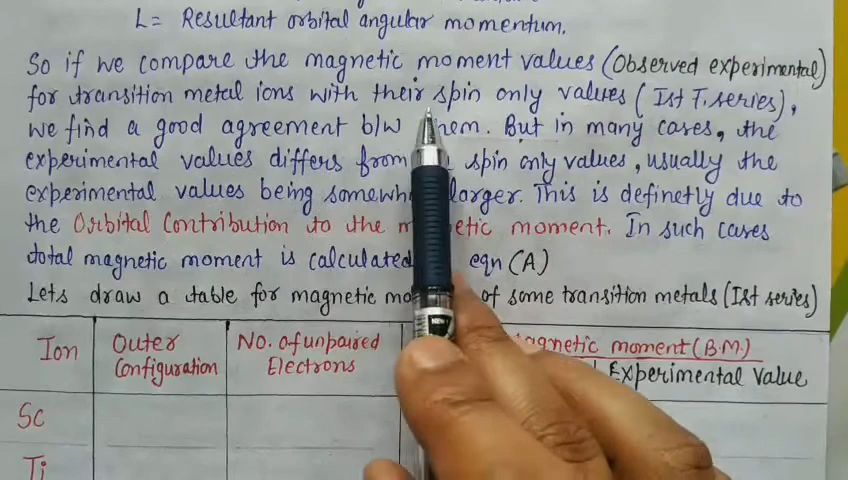 L = Resultant orbital angular momentum.
So if we compare the magnetic moment values (Observed experimental)
for transition metal ions with their spin only values ( Ist T. series),
we find a good agreement b/w hem. But in many cases, the
experimental values differs from spin only values, usually the
experimental values being somewh larger. This is definetly due to
the Orbital Contribution to the m etic moment. In such cases
total magnetic moment is calculated eqn (A)
Lets draw a table for magnetic mo of some transition metals (Ist series)
Ion Outer Configuration No. of unpaired Electrons agnetic moment (B.M.)
Experimental Value
Sc
Ti